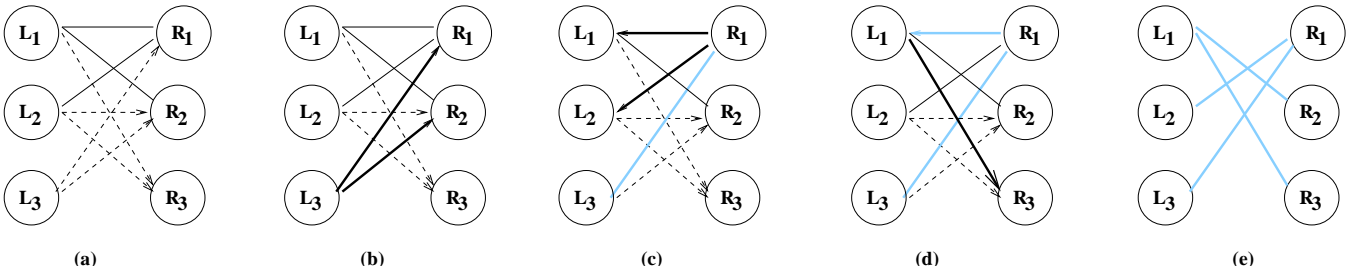 L1 R1 L1 R1 L1 R1 L1 R1 L1 R1
L2 R2 L2 R2 L2 R2 L2 R2 L2 R2
L3 R3 L3 R3 L3 R3 L3 R3 L3 R3
(a) (b) (c) (d) (e)